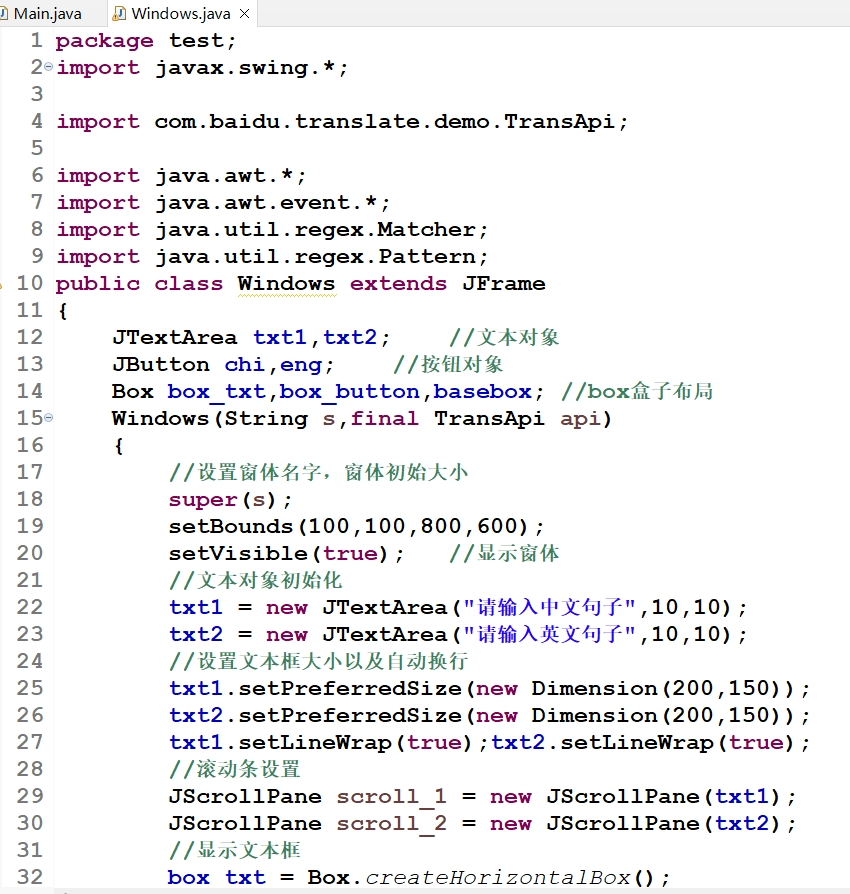 Main.java Windows.java
1 package test;
2 import javax.swing.*;
3
4 import com.baidu.translate.demo.TransApi;
5
6 import java.awt.*;
7 import java.awt.event.*;
8 import java.util.regex.Matcher;
9 import java.util.regex.Pattern;
10 public class Windows extends JFrame
11 {
12 JTextArea txt1,txt2; //文本对象
13 JButton chi,eng; //按钮对象
14 Box box_txt,box_button,basebox; //box盒子布局
15 Windows(String s,final TransApi api)
16 {
17 //设置窗体名字，窗体初始大小
18 super(s);
19 setBounds(100,100,800,600);
20 setVisible(true); //显示窗体
21 //文本对象初始化
22 txt1 = new JTextArea("请输入中文句子",10,10);
23 txt2 = new JTextArea("请输入英文句子",10,10);
24 //设置文本框大小以及自动换行
25 txt1.setPreferredSize(new Dimension(200,150));
26 txt2.setPreferredSize(new Dimension(200,150));
27 txt1.setLineWrap(true);txt2.setLineWrap(true);
28 //滚动条设置
29 JScrollPane scroll_1 = new JScrollPane(txt1);
30 JScrollPane scroll_2 = new JScrollPane(txt2);
31 //显示文本框
32 box txt = Box.createHorizontalBox();